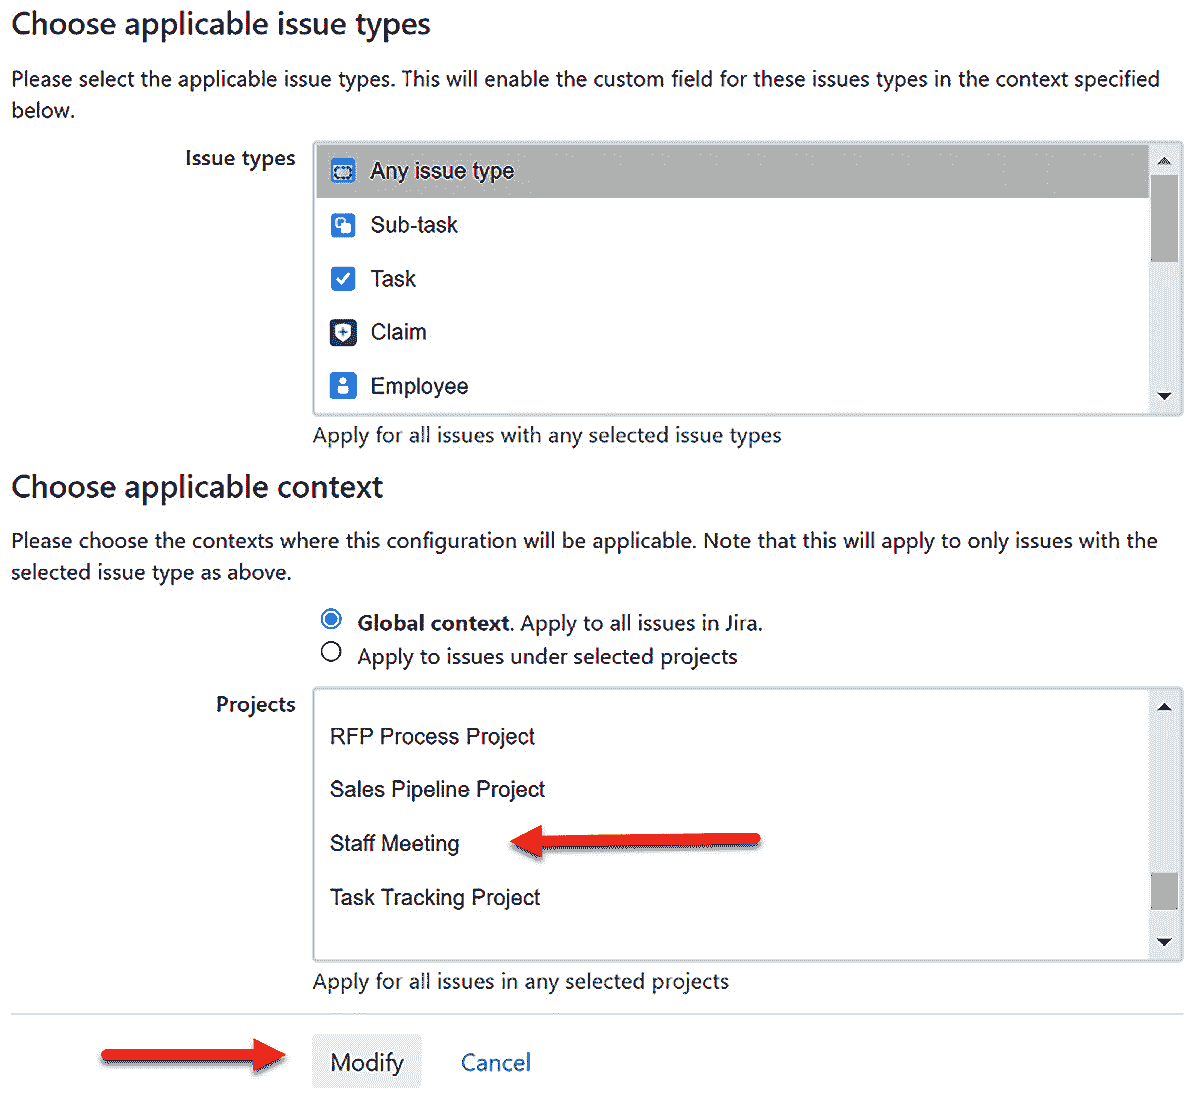 Choose applicable issue types
Please select the applicable issue types. This will enable the custom field for these issues types in the context specified
below.
Issue types
Any issue type
Sub-task
Task
Claim
Employee
Apply for all issues with any selected issue types
Choose applicable context
Please choose the contexts where this configuration will be applicable. Note that this will apply to only issues with the
selected issue type as above.
Global context. Apply to all issues in Jira.
Apply to issues under selected projects
Projects
RFP Process Project
Sales Pipeline Project
Staff Meeting
Task Tracking Project
Apply for all issues in any selected projects
Modify Cancel